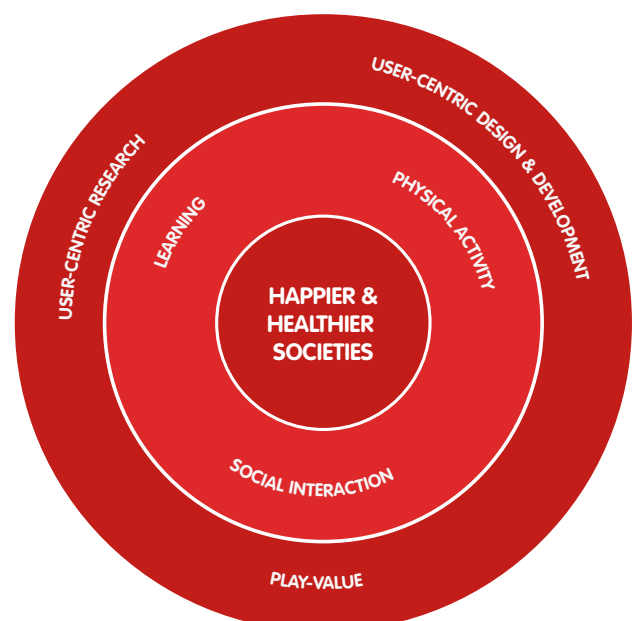 USER-CENTRIC DESIGN & DEVELOPMENT
USER-CENTRIC RESEARCH
PHYSICAL ACTIVITY
LEARNING
HAPPIER &
HEALTHIER
SOCIETIES
SOCIAL INTERACTION
PLAY-VALUE